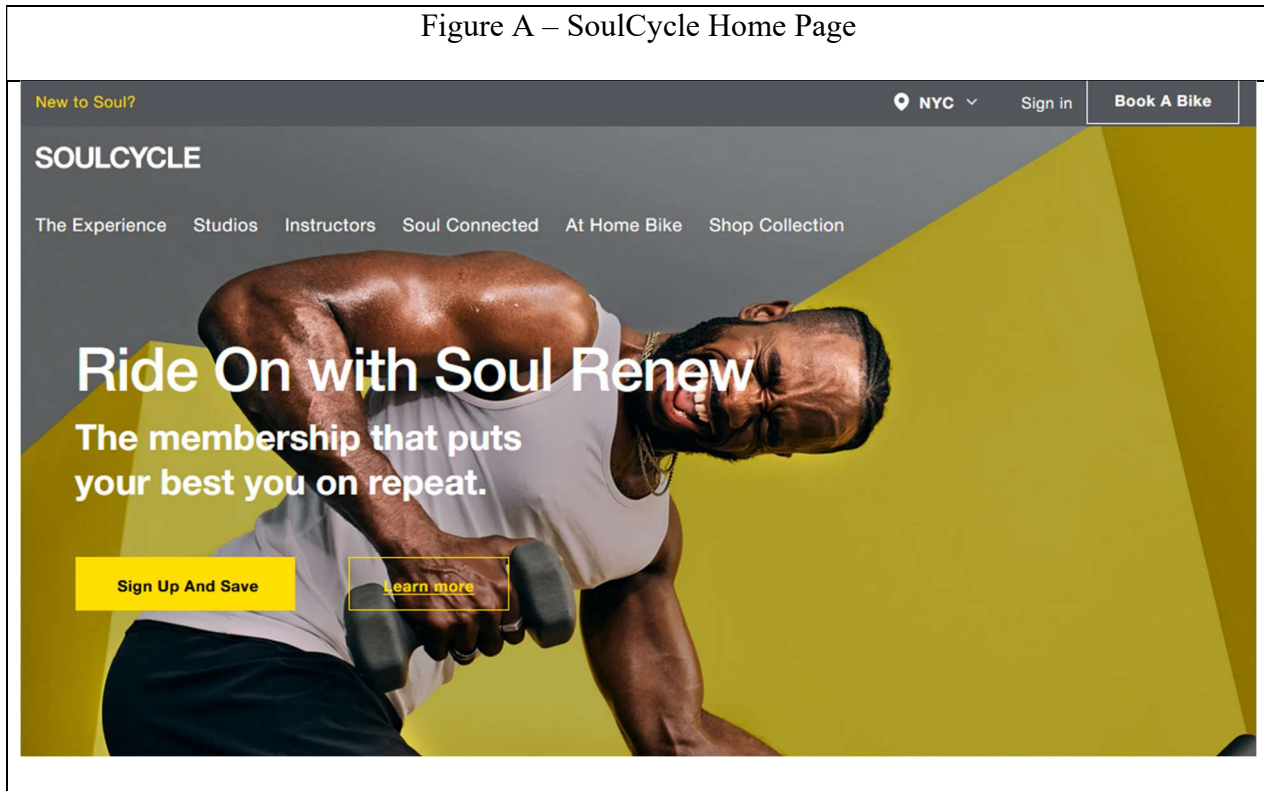 Figure A – SoulCycle Home Page
New to Soul? NYC Sign in Book A Bike
SOULCYCLE
The Experience Studios Instructors Soul Connected At Home Bike Shop Collection
Ride On with Soul Renew
The membership that puts
your best you on repeat.
Sign Up And Save Learn more